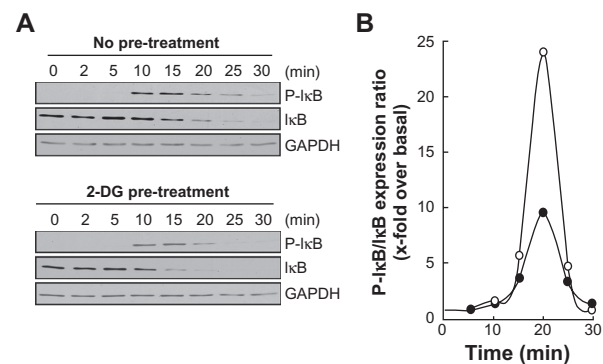 A
No pre-treatment
0 2 5 10 15 20 25 30 (min)
P-IκB
IκB
GAPDH
2-DG pre-treatment
0 2 5 10 15 20 25 30 (min)
P-IκB
IκB
GAPDH
B
P-IκB/IκB expression ratio
(x-fold over basal)
25
20
15
10
5
0
0 10 20 30
Time (min)